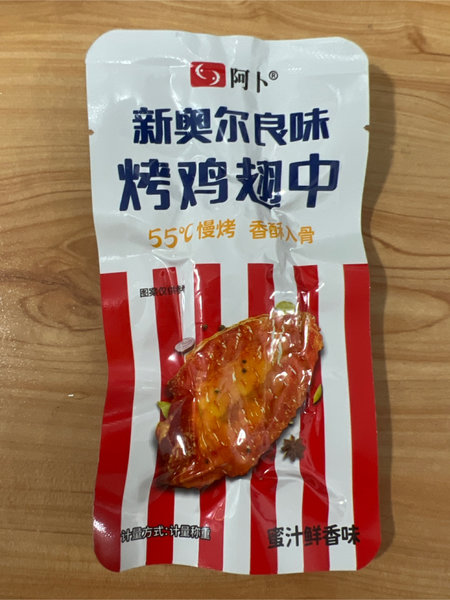 阿卜®
新奥尔良味
烤鸡翅中
55℃慢烤 香酥入骨
图案仅供参考
计量方式:计量称重
蜜汁鲜香味